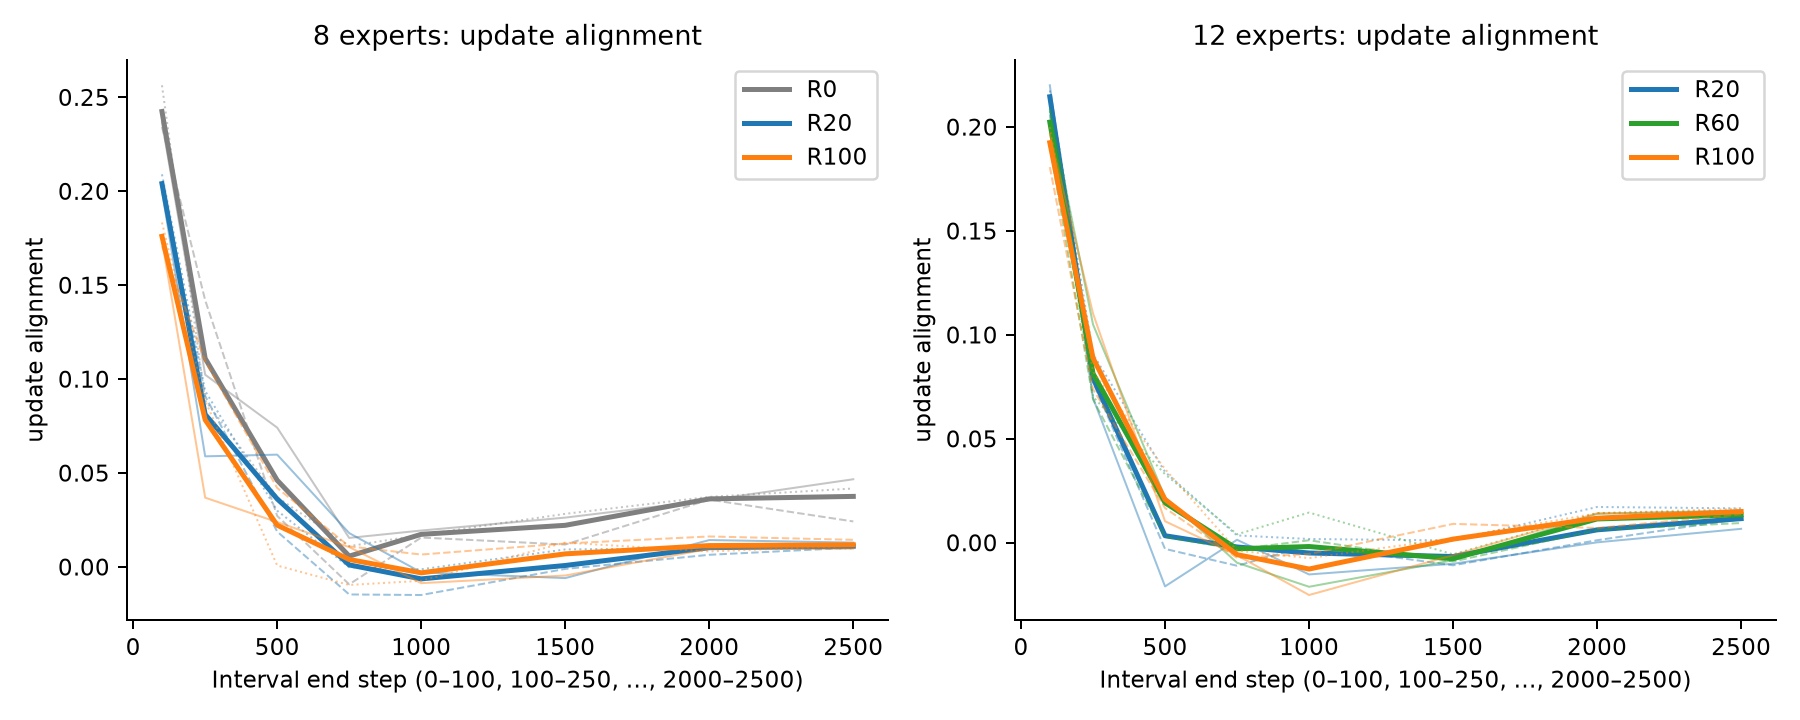 8 experts: update alignment
0.25
0.20
0.15
0.10
0.05
0.00
update alignment
R0
R20
R100
0
500
1000
1500
2000
2500
Interval end step (0–100, 100–250, ..., 2000–2500)
12 experts: update alignment
0.20
0.15
0.10
0.05
0.00
update alignment
R20
R60
R100
0
500
1000
1500
2000
2500
Interval end step (0–100, 100–250, ..., 2000–2500)